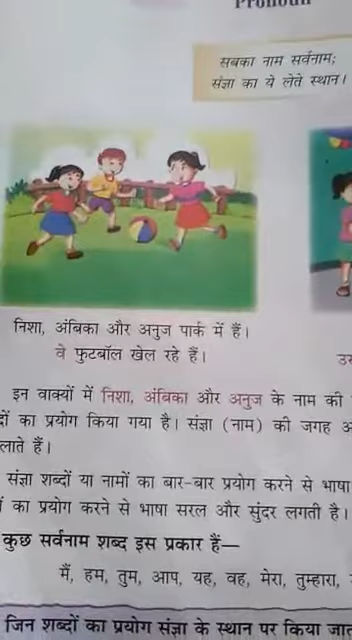 Pronoun
सबका नाम सर्वनाम;
संज्ञा का ये लेते स्थान।
निशा, अंबिका और अनुज पार्क में हैं।
वे फुटबॉल खेल रहे हैं।
इन वाक्यों में निशा, अंबिका और अनुज के नाम की
का प्रयोग किया गया है। संज्ञा (नाम) की जगह
हैं।
संज्ञा शब्दों या नामों का बार-बार प्रयोग करने से भाषा
का प्रयोग करने से भाषा सरल और सुंदर लगती है।
कुछ सर्वनाम शब्द इस प्रकार हैं—
मैं, हम, तुम, आप, यह, वह, मेरा, तुम्हारा,
जिन शब्दों का प्रयोग संज्ञा के स्थान पर किया